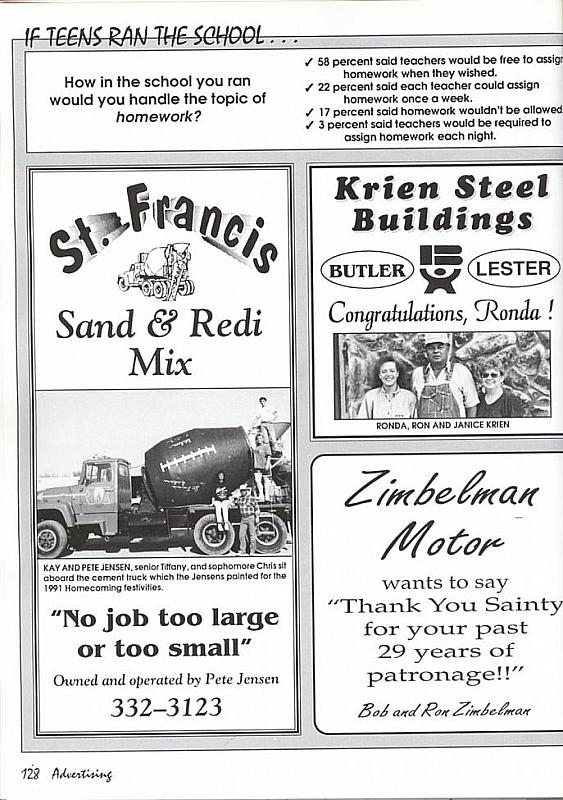 IF TEENS RAN THE SCHOOL . . .
How in the school you ran
would you handle the topic of
homework?
✓ 58 percent said teachers would be free to assign
homework when they wished.
✓ 22 percent said each teacher could assign
homework once a week.
✓ 17 percent said homework wouldn't be allowed.
✓ 3 percent said teachers would be required to
assign homework each night.
St. Francis
Sand & Redi
Mix
KAY AND PETE JENSEN, senior Tiffany, and sophomore Chris sit
aboard the cement truck which the Jensens painted for the
1991 Homecoming festivities.
"No job too large
or too small"
Owned and operated by Pete Jensen
332–3123
Krien Steel
Buildings
BUTLER
LESTER
Congratulations, Ronda !
RONDA, RON AND JANICE KRIEN
Zimbelman
Motor
wants to say
"Thank You Sainty
for your past
29 years of
patronage!!"
Bob and Ron Zimbelman
128 Advertising